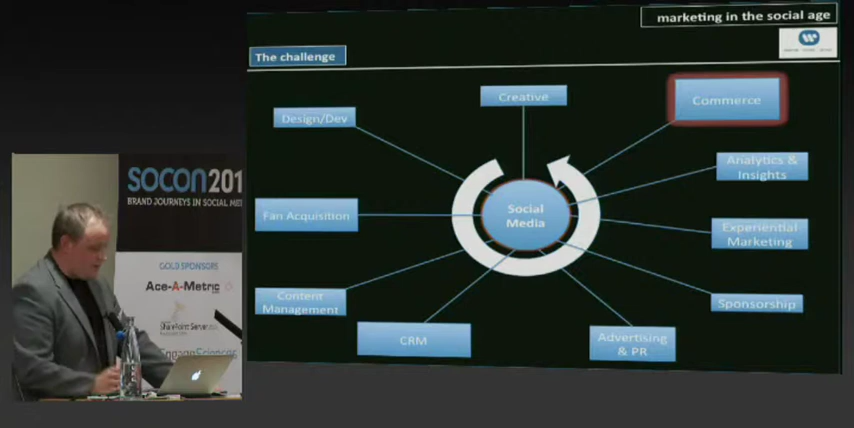 marketing in the social age
The challenge
Creative
Commerce
Design/Dev
Analytics &
Insights
Social
Media
Fan Acquisition
Experiential
Marketing
Content
Management
Sponsorship
CRM
Advertising
& PR
SOCON201
BRAND JOURNEYS IN SOCIAL ME
GOLD SPONSORS
Ace-A-Metric
EngageSciences